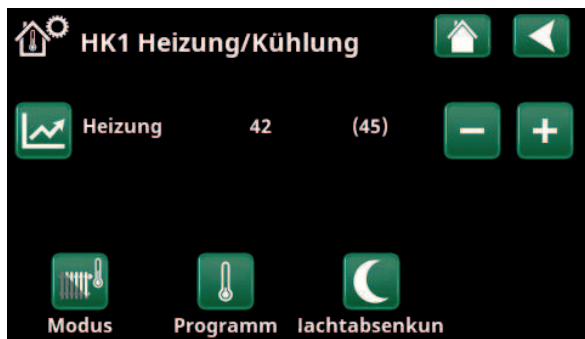 HK1 Heizung/Kühlung
Heizung 42 (45)
Modus Programm lachtabsenkun